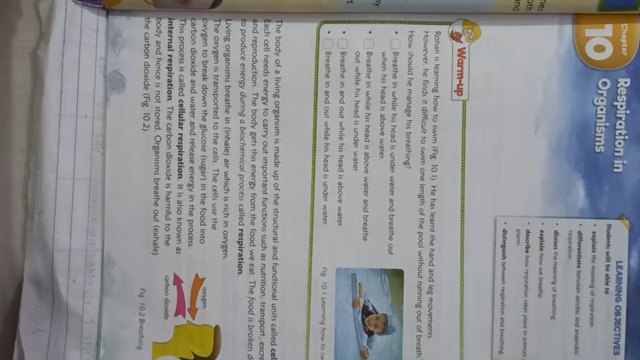 Chapter
10
Respiration in
Organisms
LEARNING OBJECTIVES
Students will be able to
• explain the meaning of respiration.
• differentiate between aerobic and anaerobic
respiration.
• discuss the meaning of breathing.
• explain how we breathe.
• describe how respiration takes place in animals
• distinguish between respiration and breathing.
Warm-up
Rohan is learning how to swim (Fig. 10.1). He has learnt the hand and leg movements.
However, he finds it difficult to swim one length of the pool without running out of breath.
How should he manage his breathing?
• Breathe in while his head is under water and breathe out
when his head is above water.
• Breathe in while his head is above water and breathe
out while his head is under water.
• Breathe in and out while his head is above water.
• Breathe in and out while his head is under water.
Fig. 10.1 Learning how to
The body of a living organism is made up of the structural and functional units called
Each cell needs energy to carry out important functions such as nutrition, transport,
and reproduction. The body gets this energy from the food we eat. The food is broken
to produce energy during a biochemical process called respiration.
Living organisms breathe in (inhale) air which is rich in oxygen.
The oxygen is transported to the cells. The cells use the
oxygen to break down the glucose (sugar) in the food into
carbon dioxide and water and release energy in the process.
This process is called cellular respiration. It is also known as
internal respiration. The carbon dioxide is harmful to the
body and hence is not stored. Organisms breathe out (exhale)
the carbon dioxide (Fig. 10.2).
oxygen
carbon dioxide
Fig. 10.2 Breathing